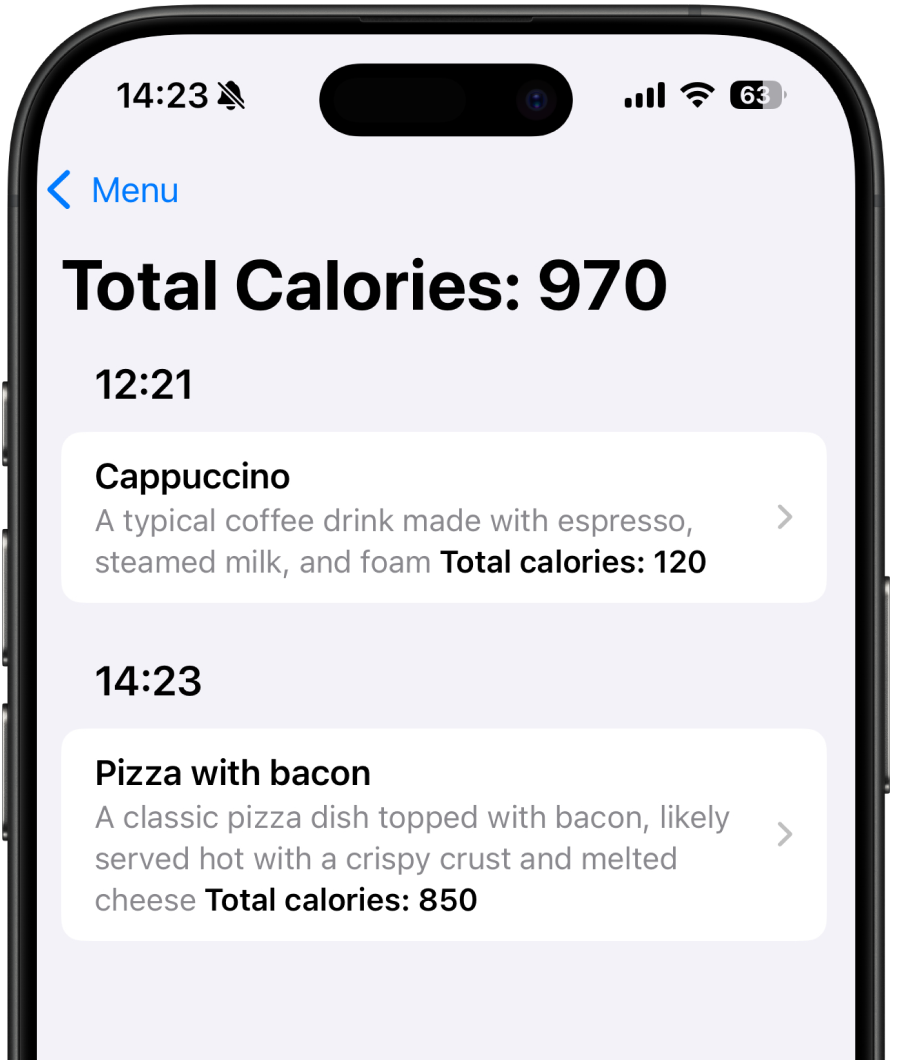 14:23
63
Menu
Total Calories: 970
12:21
Cappuccino
A typical coffee drink made with espresso,
steamed milk, and foam Total calories: 120
14:23
Pizza with bacon
A classic pizza dish topped with bacon, likely
served hot with a crispy crust and melted
cheese Total calories: 850